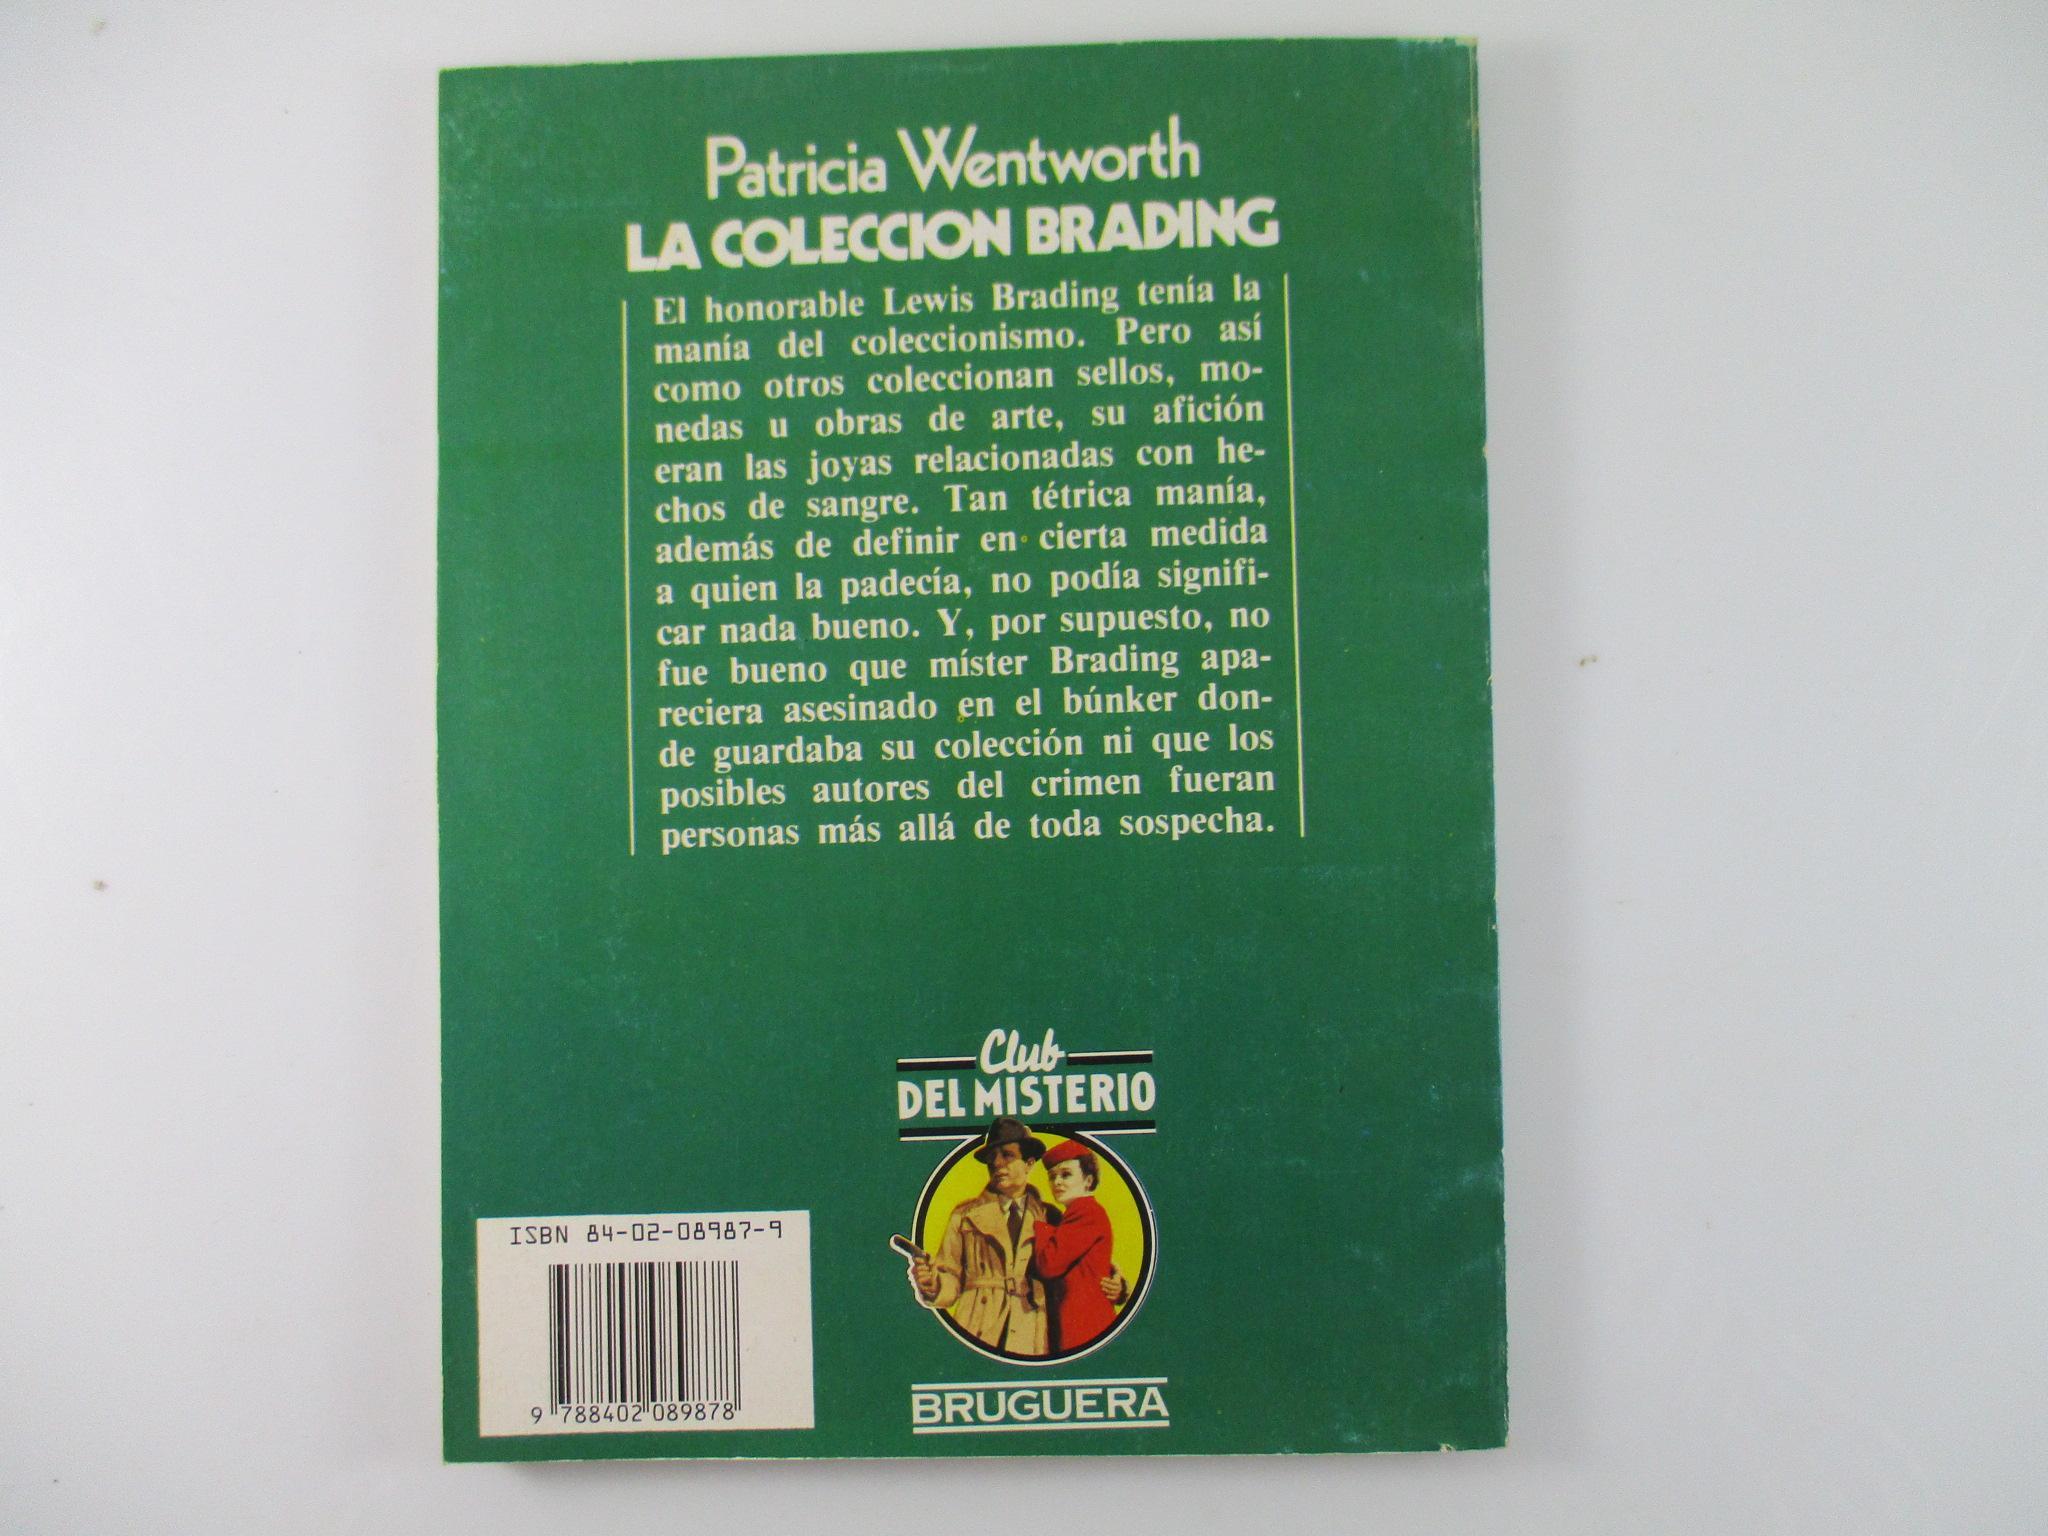 Patricia Wentworth
LA COLECCION BRADING
El honorable Lewis Brading tenía la
manía del coleccionismo. Pero así
como otros coleccionan sellos, mo-
nedas u obras de arte, su afición
eran las joyas relacionadas con he-
chos de sangre. Tan tétrica manía,
además de definir en cierta medida
a quien la padecía, no podía signifi-
car nada bueno. Y, por supuesto, no
fue bueno que míster Brading apa-
reciera asesinado en el búnker don-
de guardaba su colección ni que los
posibles autores del crimen fueran
personas más allá de toda sospecha.
Club
DEL MISTERIO
ISBN 84-02-08987-9
9 788402 089878
BRUGUERA